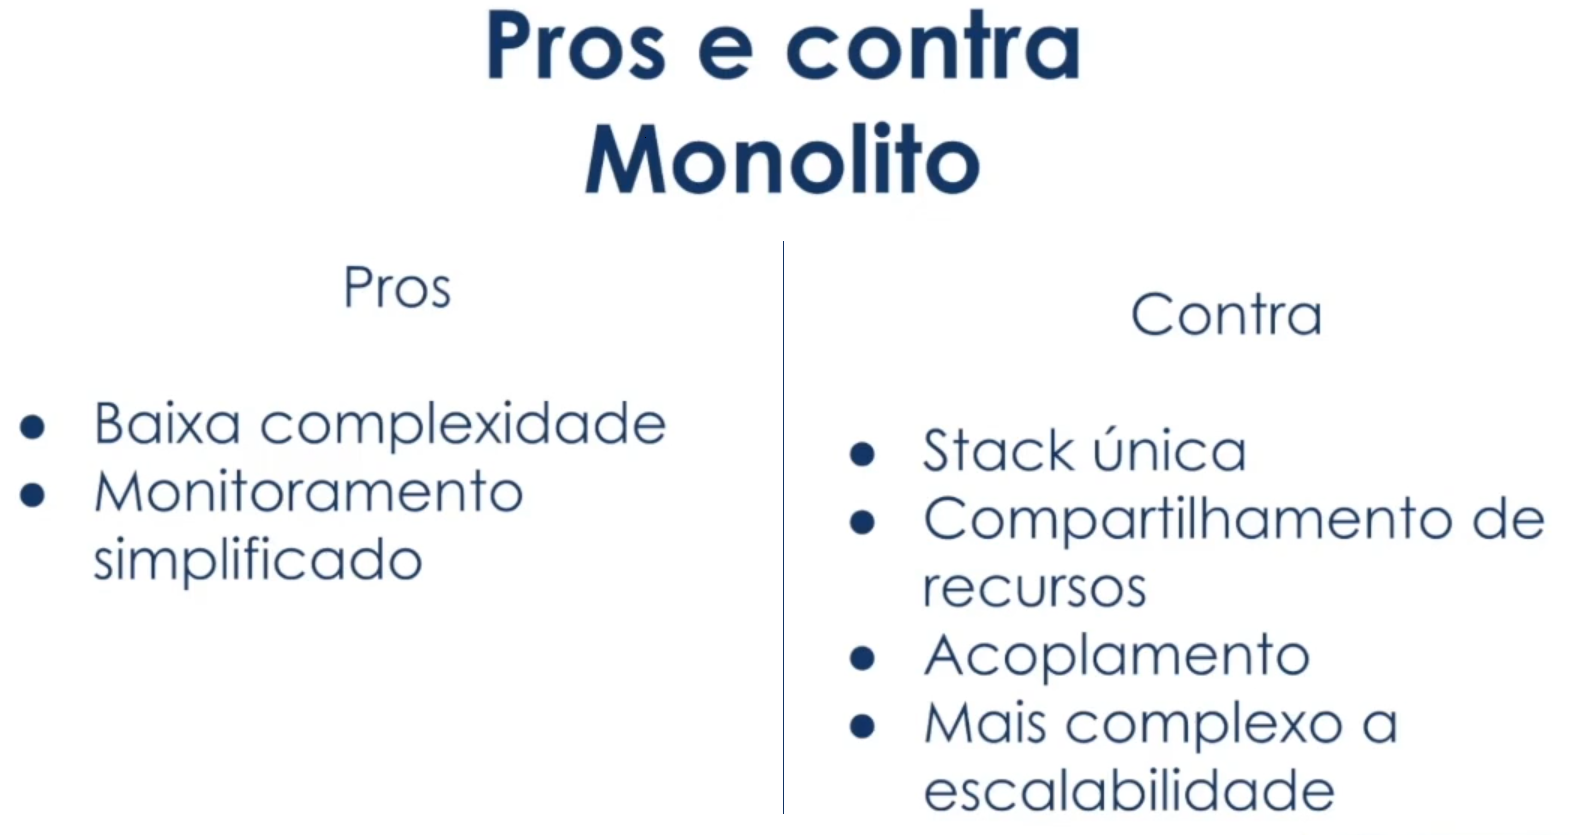 Pros e contra
Monolito
Pros
● Baixa complexidade
● Monitoramento
simplificado
Contra
● Stack única
● Compartilhamento de
recursos
● Acoplamento
● Mais complexo a
escalabilidade